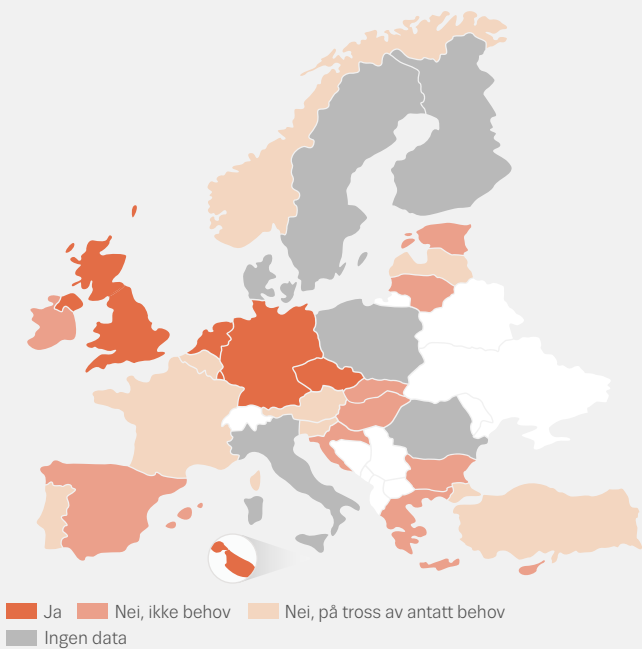 Ja
Nei, ikke behov
Nei, på tross av antatt behov
Ingen data